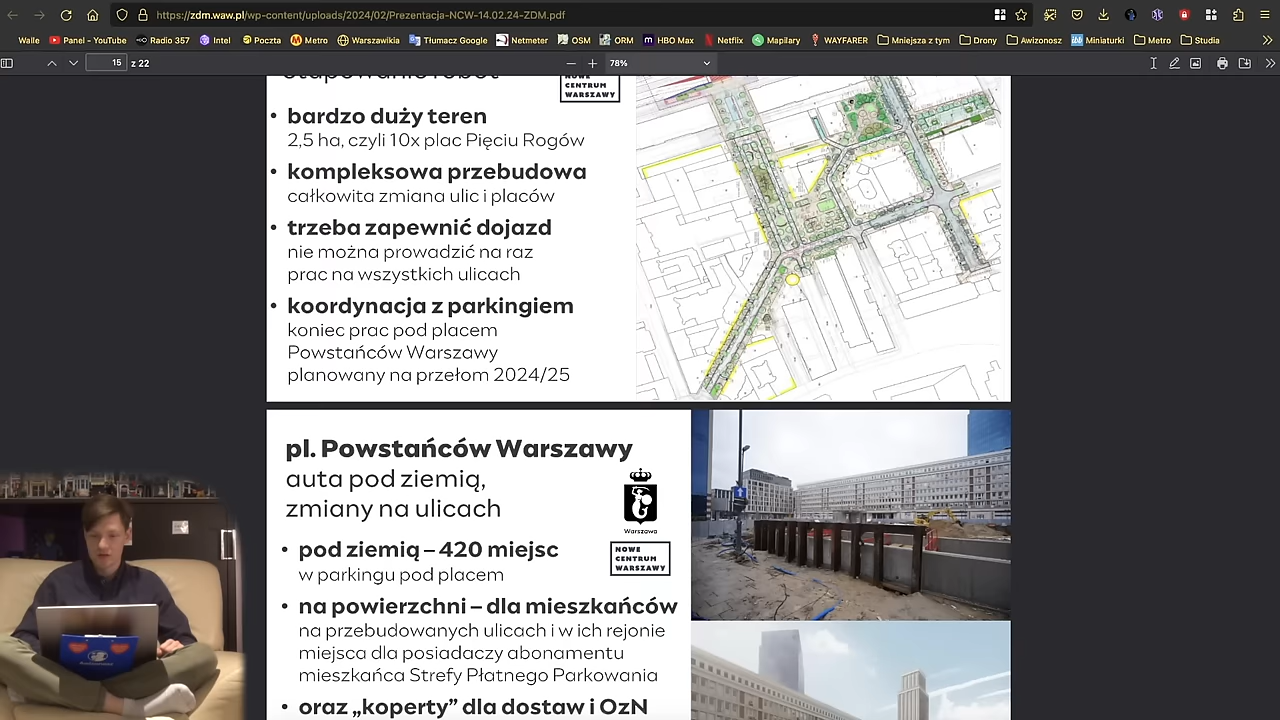 https://zdm.waw.pl/wp-content/uploads/2024/02/Prezentacja-NCW-14.02.24-ZDM.pdf
Walle Panel - YouTube Radio 357 Intel Poczta Metro Warszawikia Tłumacz Google Netmeter OSM ORM HBO Max Netflix Mapilary WAYFARER Mniejsza z tym Drony Awizonosz Miniaturki Metro Studia
15 z 22
78%
etapowanie robót
NOWE
CENTRUM
WARSZAWY
• bardzo duży teren
2,5 ha, czyli 10x plac Pięciu Rogów
• kompleksowa przebudowa
całkowita zmiana ulic i placów
• trzeba zapewnić dojazd
nie można prowadzić na raz
prac na wszystkich ulicach
• koordynacja z parkingiem
koniec prac pod placem
Powstańców Warszawy
planowany na przełom 2024/25
pl. Powstańców Warszawy
auta pod ziemią,
zmiany na ulicach
Warszawa
NOWE
CENTRUM
WARSZAWY
• pod ziemią – 420 miejsc
w parkingu pod placem
• na powierzchni – dla mieszkańców
na przebudowanych ulicach i w ich rejonie
miejsca dla posiadaczy abonamentu
mieszkańca Strefy Płatnego Parkowania
• oraz „koperty” dla dostaw i OzN